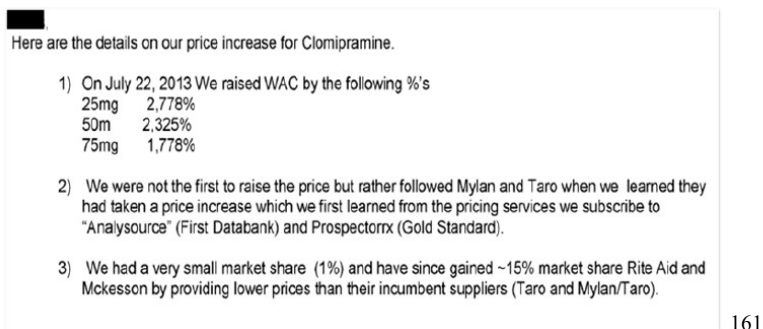 Here are the details on our price increase for Clomipramine.
1) On July 22, 2013 We raised WAC by the following %'s
25mg 2,778%
50m 2,325%
75mg 1,778%
2) We were not the first to raise the price but rather followed Mylan and Taro when we learned they
had taken a price increase which we first learned from the pricing services we subscribe to
"Analysource" (First Databank) and Prospectorrx (Gold Standard).
3) We had a very small market share (1%) and have since gained ~15% market share Rite Aid and
Mckesson by providing lower prices than their incumbent suppliers (Taro and Mylan/Taro).
161